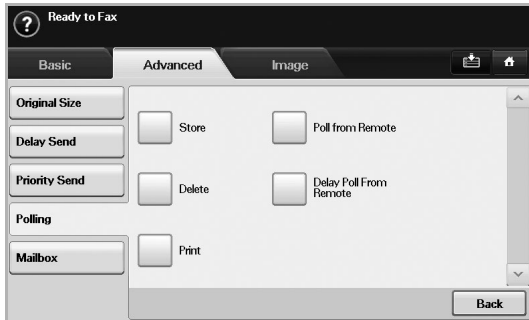 Ready to Fax
Basic
Advanced
Image
Original Size
Delay Send
Priority Send
Polling
Mailbox
Store
Poll from Remote
Delete
Delay Poll From
Remote
Print
Back